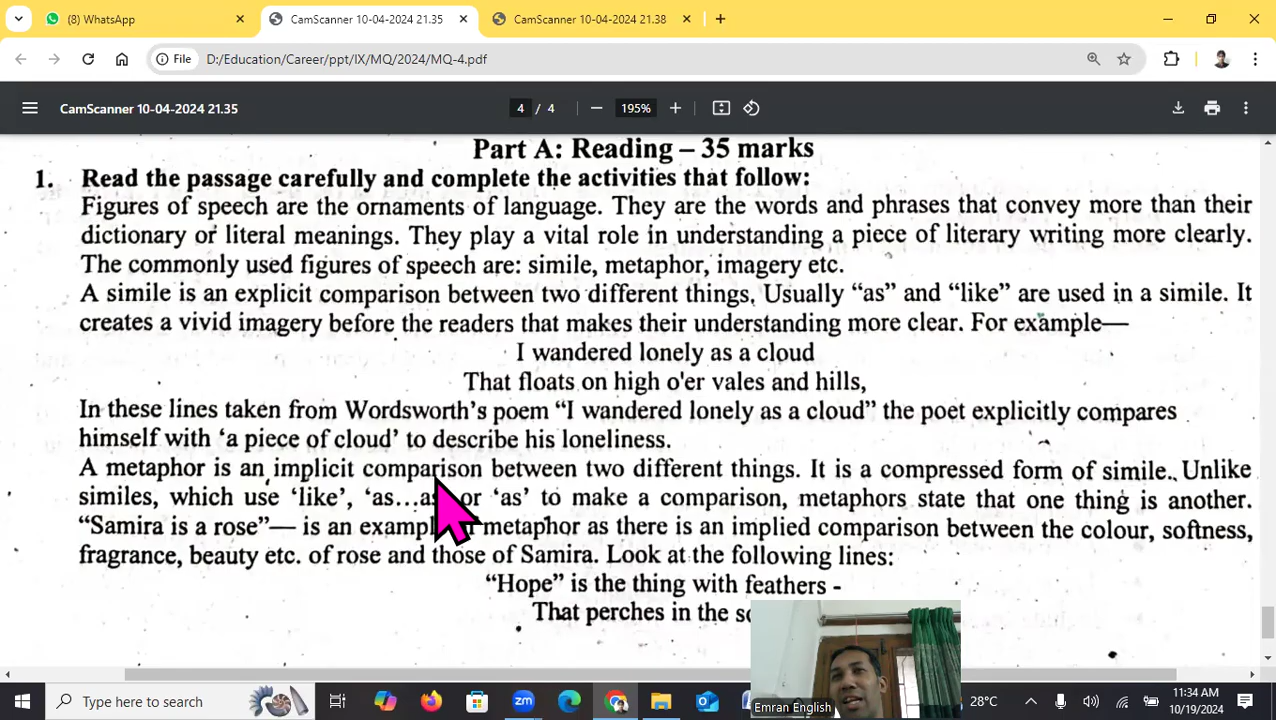 (8) WhatsApp
CamScanner 10-04-2024 21.35
CamScanner 10-04-2024 21.38
File
D:/Education/Career/ppt/IX/MQ/2024/MQ-4.pdf
CamScanner 10-04-2024 21.35
4 / 4
195%
Part A: Reading – 35 marks
1. Read the passage carefully and complete the activities that follow:
Figures of speech are the ornaments of language. They are the words and phrases that convey more than their
dictionary or literal meanings. They play a vital role in understanding a piece of literary writing more clearly.
The commonly used figures of speech are: simile, metaphor, imagery etc.
A simile is an explicit comparison between two different things. Usually “as” and “like” are used in a simile. It
creates a vivid imagery before the readers that makes their understanding more clear. For example—
I wandered lonely as a cloud
That floats on high o'er vales and hills,
In these lines taken from Wordsworth's poem “I wandered lonely as a cloud” the poet explicitly compares
himself with ‘a piece of cloud’ to describe his loneliness.
A metaphor is an implicit comparison between two different things. It is a compressed form of simile. Unlike
similes, which use ‘like’, ‘as... or ‘as’ to make a comparison, metaphors state that one thing is another.
“Samira is a rose”— is an metaphor as there is an implied comparison between the colour, softness,
fragrance, beauty etc. of rose and those of Samira. Look at the following lines:
“Hope” is the thing with feathers -
That perches in the
Emran English
Type here to search
28°C
11:34 AM
10/19/2024